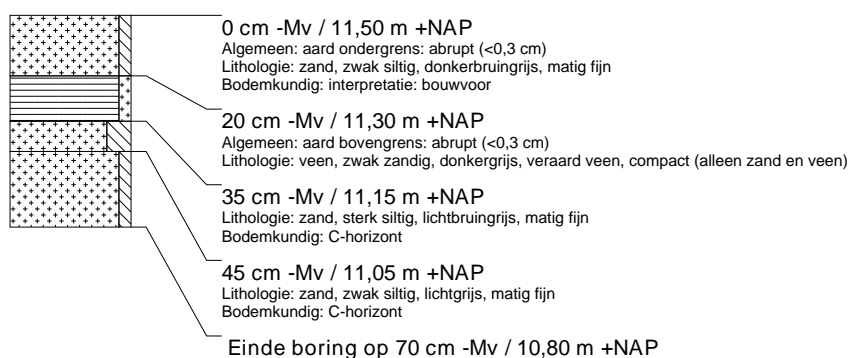 0 cm -Mv / 11,50 m +NAP
Algemeen: aard ondergrens: abrupt (<0,3 cm)
Lithologie: zand, zwak siltig, donkerbruingrijs, matig fijn
Bodemkundig: interpretatie: bouwvoor
20 cm -Mv / 11,30 m +NAP
Algemeen: aard bovengrens: abrupt (<0,3 cm)
Lithologie: veen, zwak zandig, donkergrijs, veraard veen, compact (alleen zand en veen)
35 cm -Mv / 11,15 m +NAP
Lithologie: zand, sterk siltig, lichtbruingrijs, matig fijn
Bodemkundig: C-horizont
45 cm -Mv / 11,05 m +NAP
Lithologie: zand, zwak siltig, lichtgrijs, matig fijn
Bodemkundig: C-horizont
Einde boring op 70 cm -Mv / 10,80 m +NAP